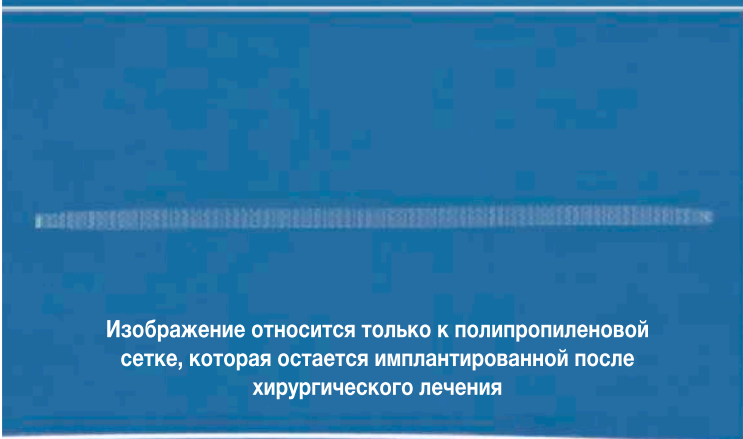 Изображение относится только к полипропиленовой
сетке, которая остается имплантированной после
хирургического лечения